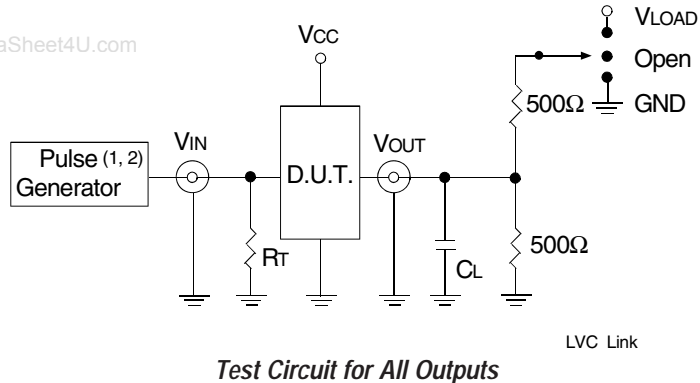 aSheet4U.com
VLOAD
VCC
Open
500Ω
GND
VIN
VOUT
Pulse (1, 2)
Generator
D.U.T.
RT
CL
500Ω
LVC Link
Test Circuit for All Outputs